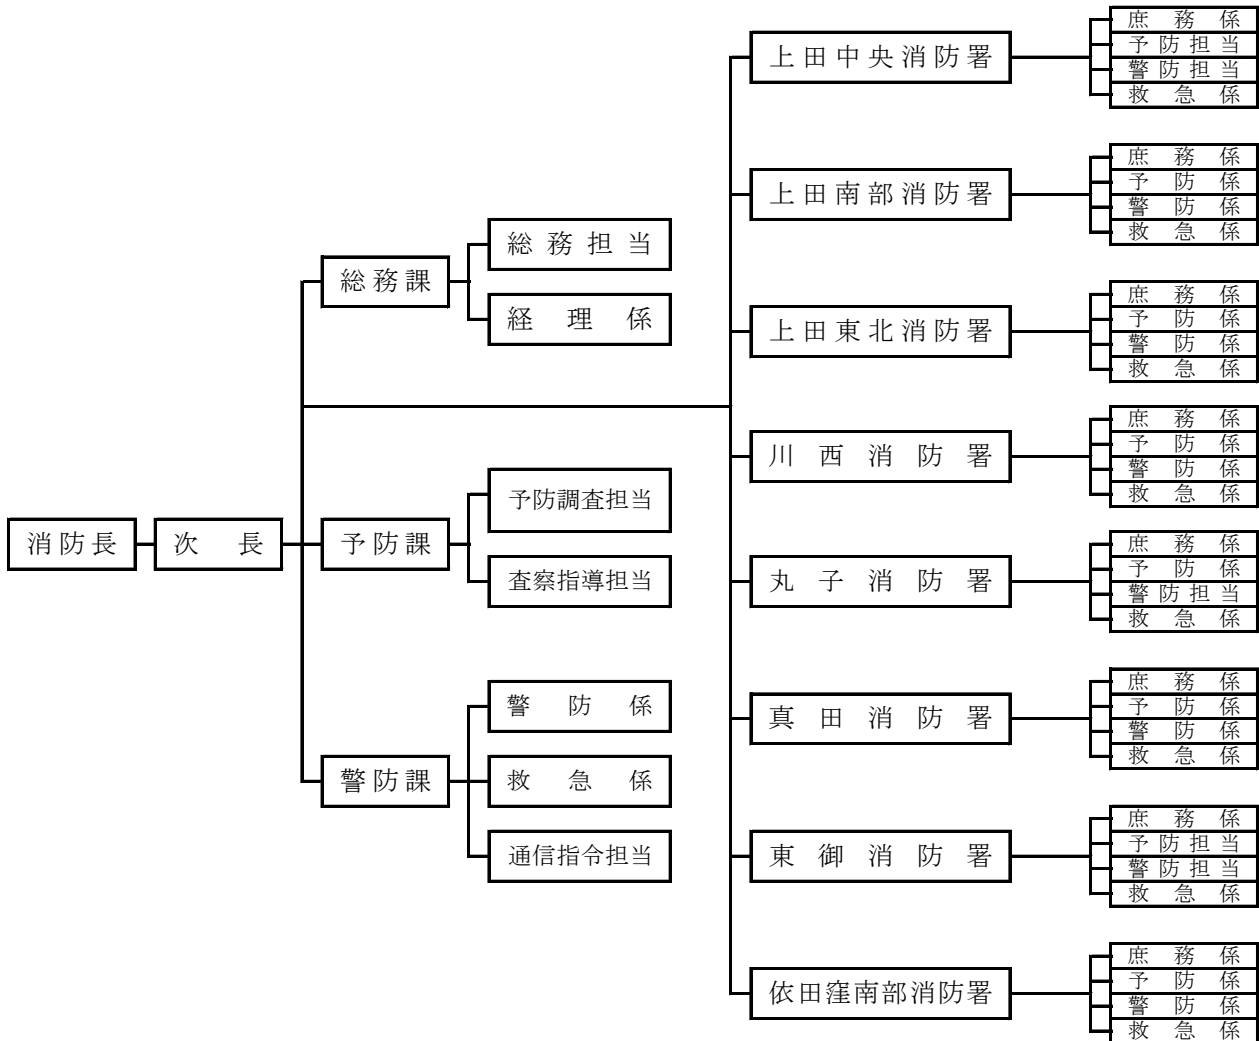 消防長
次長
総務課
総務担当
経理係
予防課
予防調査担当
査察指導担当
警防課
警防係
救急係
通信指令担当
上田中央消防署
庶務係
予防担当
警防担当
救急係
上田南部消防署
庶務係
予防係
警防係
救急係
上田東北消防署
庶務係
予防係
警防係
救急係
川西消防署
庶務係
予防係
警防係
救急係
丸子消防署
庶務係
予防係
警防担当
救急係
真田消防署
庶務係
予防係
警防係
救急係
東御消防署
庶務係
予防担当
警防担当
救急係
依田窪南部消防署
庶務係
予防係
警防係
救急係